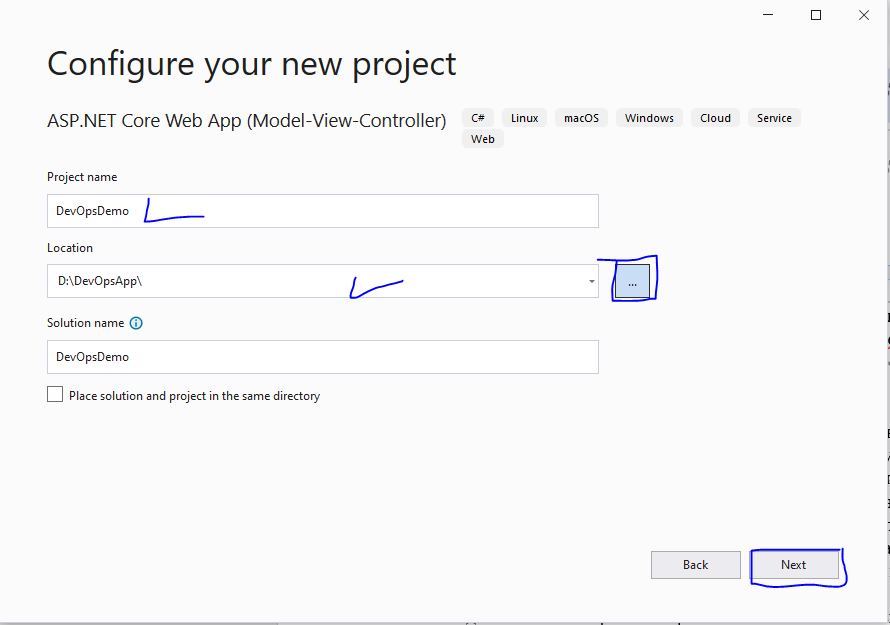 Configure your new project
ASP.NET Core Web App (Model-View-Controller) C# Linux macOS Windows Cloud Service
Web
Project name
DevOpsDemo
Location
D:\DevOpsApp\
...
Solution name
DevOpsDemo
Place solution and project in the same directory
Back Next